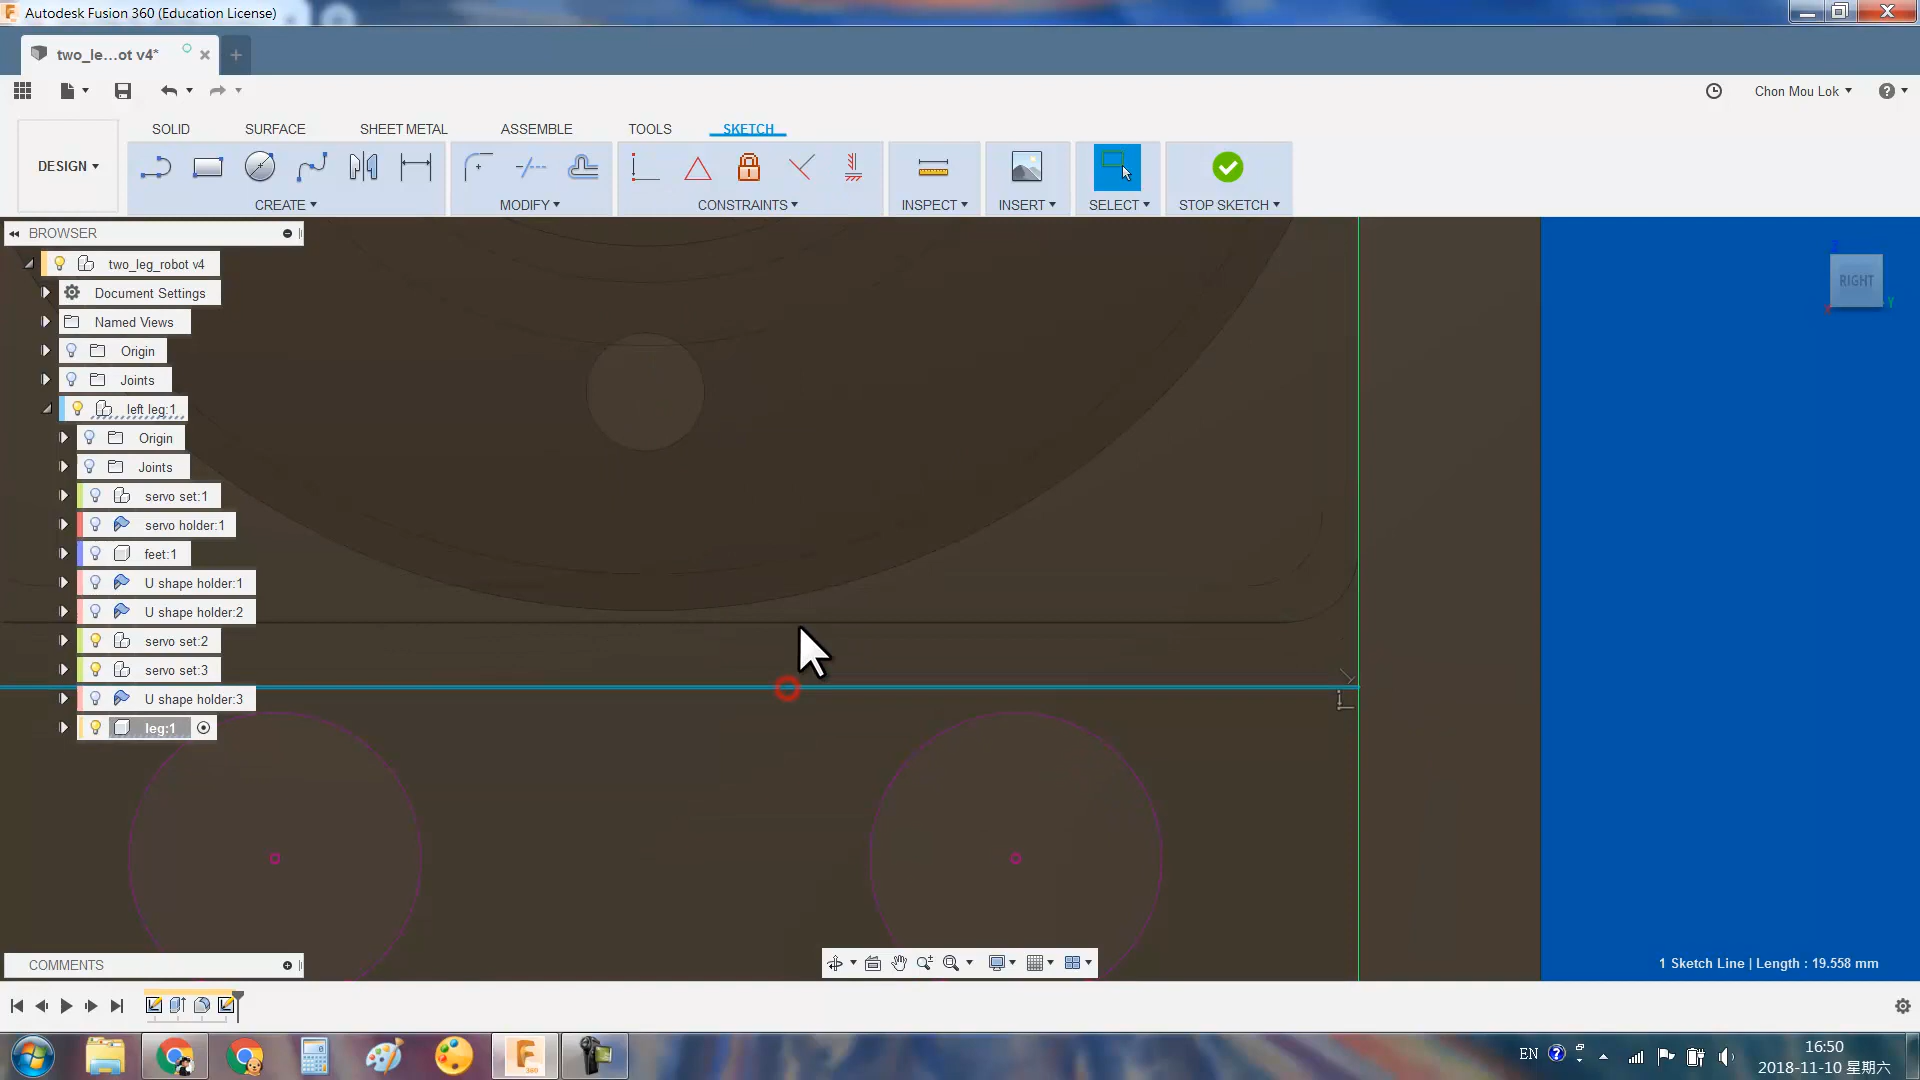 Autodesk Fusion 360 (Education License)
two_le...ot v4*
Chon Mou Lok
DESIGN
SOLID
SURFACE
SHEET METAL
ASSEMBLE
TOOLS
SKETCH
CREATE
MODIFY
CONSTRAINTS
INSPECT
INSERT
SELECT
STOP SKETCH
BROWSER
two_leg_robot v4
Document Settings
Named Views
Origin
Joints
left leg:1
Origin
Joints
servo set:1
servo holder:1
feet:1
U shape holder:1
U shape holder:2
servo set:2
servo set:3
U shape holder:3
leg:1
RIGHT
Z
Y
COMMENTS
1 Sketch Line | Length : 19.558 mm
360
EN
16:50
2018-11-10 星期六